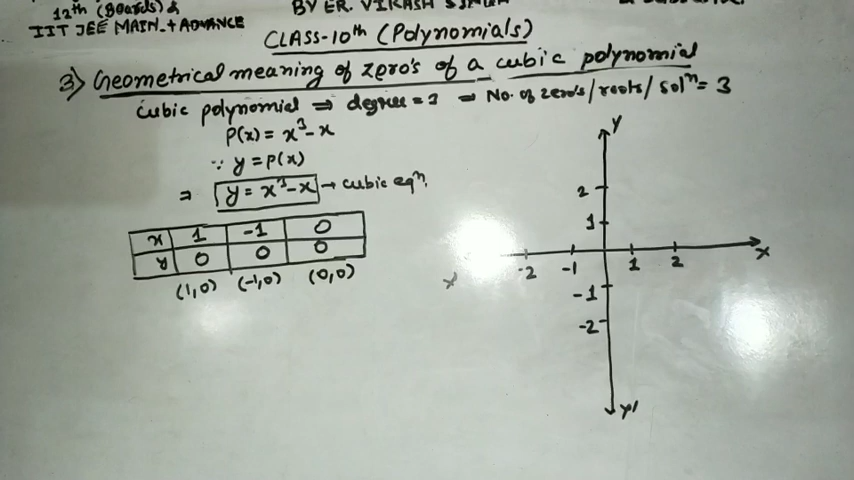 12th (Boards) &
IIT JEE MAIN + ADVANCE
BY ER. VIKASH
CLASS-10th (Polynomials)
3) Geometrical meaning of zero's of a cubic polynomial
cubic polynomial ⇒ degree = 3 ⇒ No. of zero's/roots/solⁿ = 3
P(x) = x³-x
∵ y = P(x)
⇒ y = x³-x → cubic eqⁿ.
x 1 -1 0
y 0 0 0
(1,0) (-1,0) (0,0)
Y
2
1
X' -2 -1 1 2 X
-1
-2
Y'